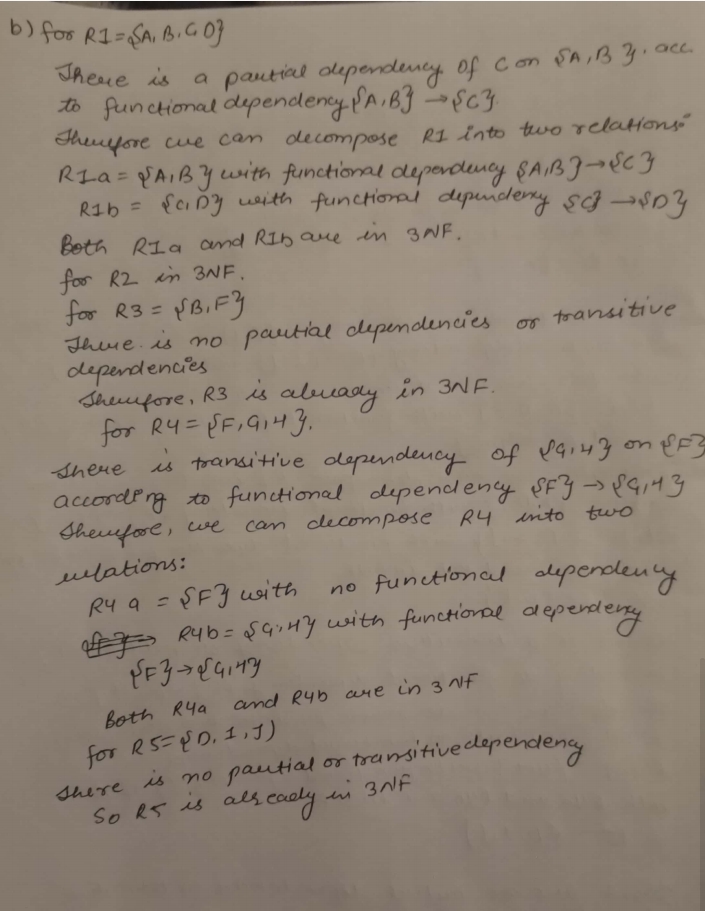 b) for R1 = {A, B, C, D}
There is a partial dependency of C on {A, B}. acc.
to functional dependency {A, B} → {C}.
Therefore we can decompose R1 into two relations:
R1a = {A, B} with functional dependency {A, B} → {C}
R1b = {C, D} with functional dependency {C} → {D}
Both R1a and R1b are in 3NF.
for R2 in 3NF.
for R3 = {B, F}
There is no partial dependencies or transitive
dependencies
Therefore, R3 is already in 3NF.
for R4 = {F, G, H}.
There is transitive dependency of {G, H} on {F}
according to functional dependency {F} → {G, H}
Therefore, we can decompose R4 into two
relations:
R4a = {F} with no functional dependency
R4b = {G, H} with functional dependency
{F} → {G, H}
Both R4a and R4b are in 3NF
for R5 = {D, I, J)
There is no partial or transitive dependency
So R5 is already in 3NF